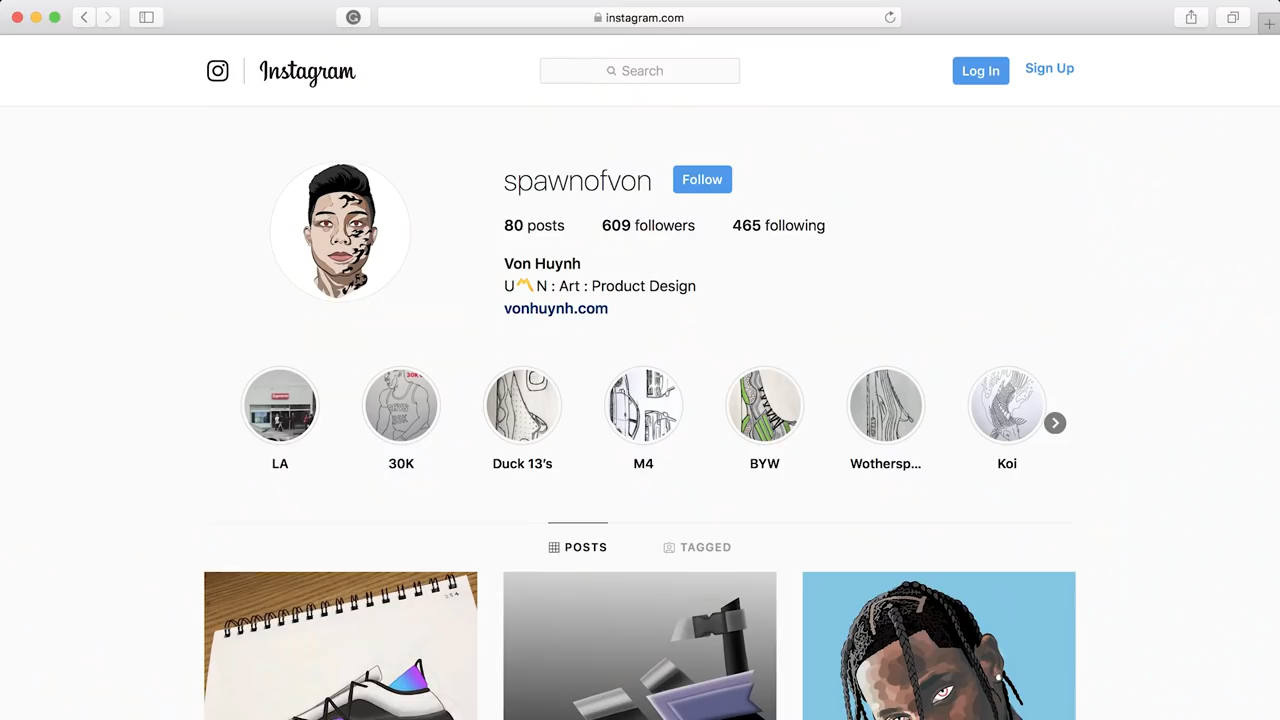 instagram.com
Instagram
Search
Log In
Sign Up
spawnofvon
Follow
80 posts 609 followers 465 following
Von Huynh
U〽️N : Art : Product Design
vonhuynh.com
30K
LA
30K
Duck 13's
M4
BYW
Wothersp...
Koi
POSTS
TAGGED